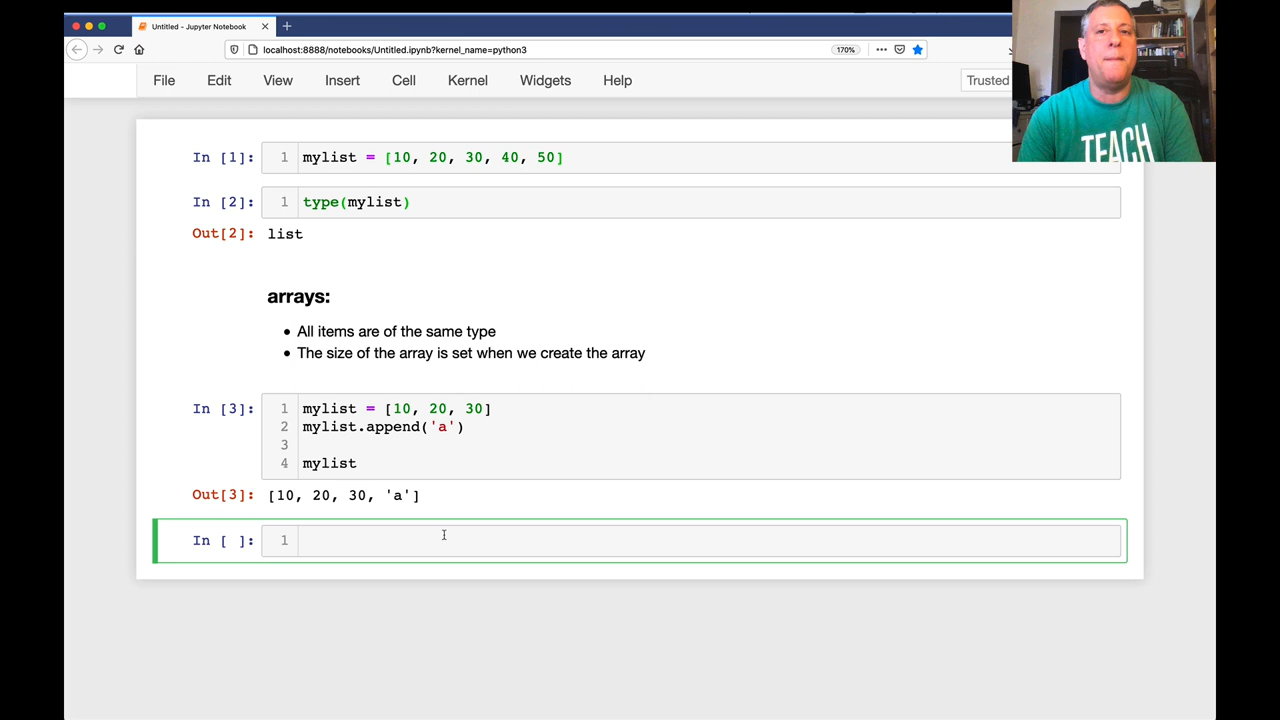 Untitled - Jupyter Notebook
localhost:8888/notebooks/Untitled.ipynb?kernel_name=python3
170%
File Edit View Insert Cell Kernel Widgets Help Trusted
In [1]: 1 mylist = [10, 20, 30, 40, 50]
In [2]: 1 type(mylist)
Out[2]: list
arrays:
• All items are of the same type
• The size of the array is set when we create the array
In [3]: 1 mylist = [10, 20, 30]
2 mylist.append('a')
3
4 mylist
Out[3]: [10, 20, 30, 'a']
In [ ]: 1
TEACH